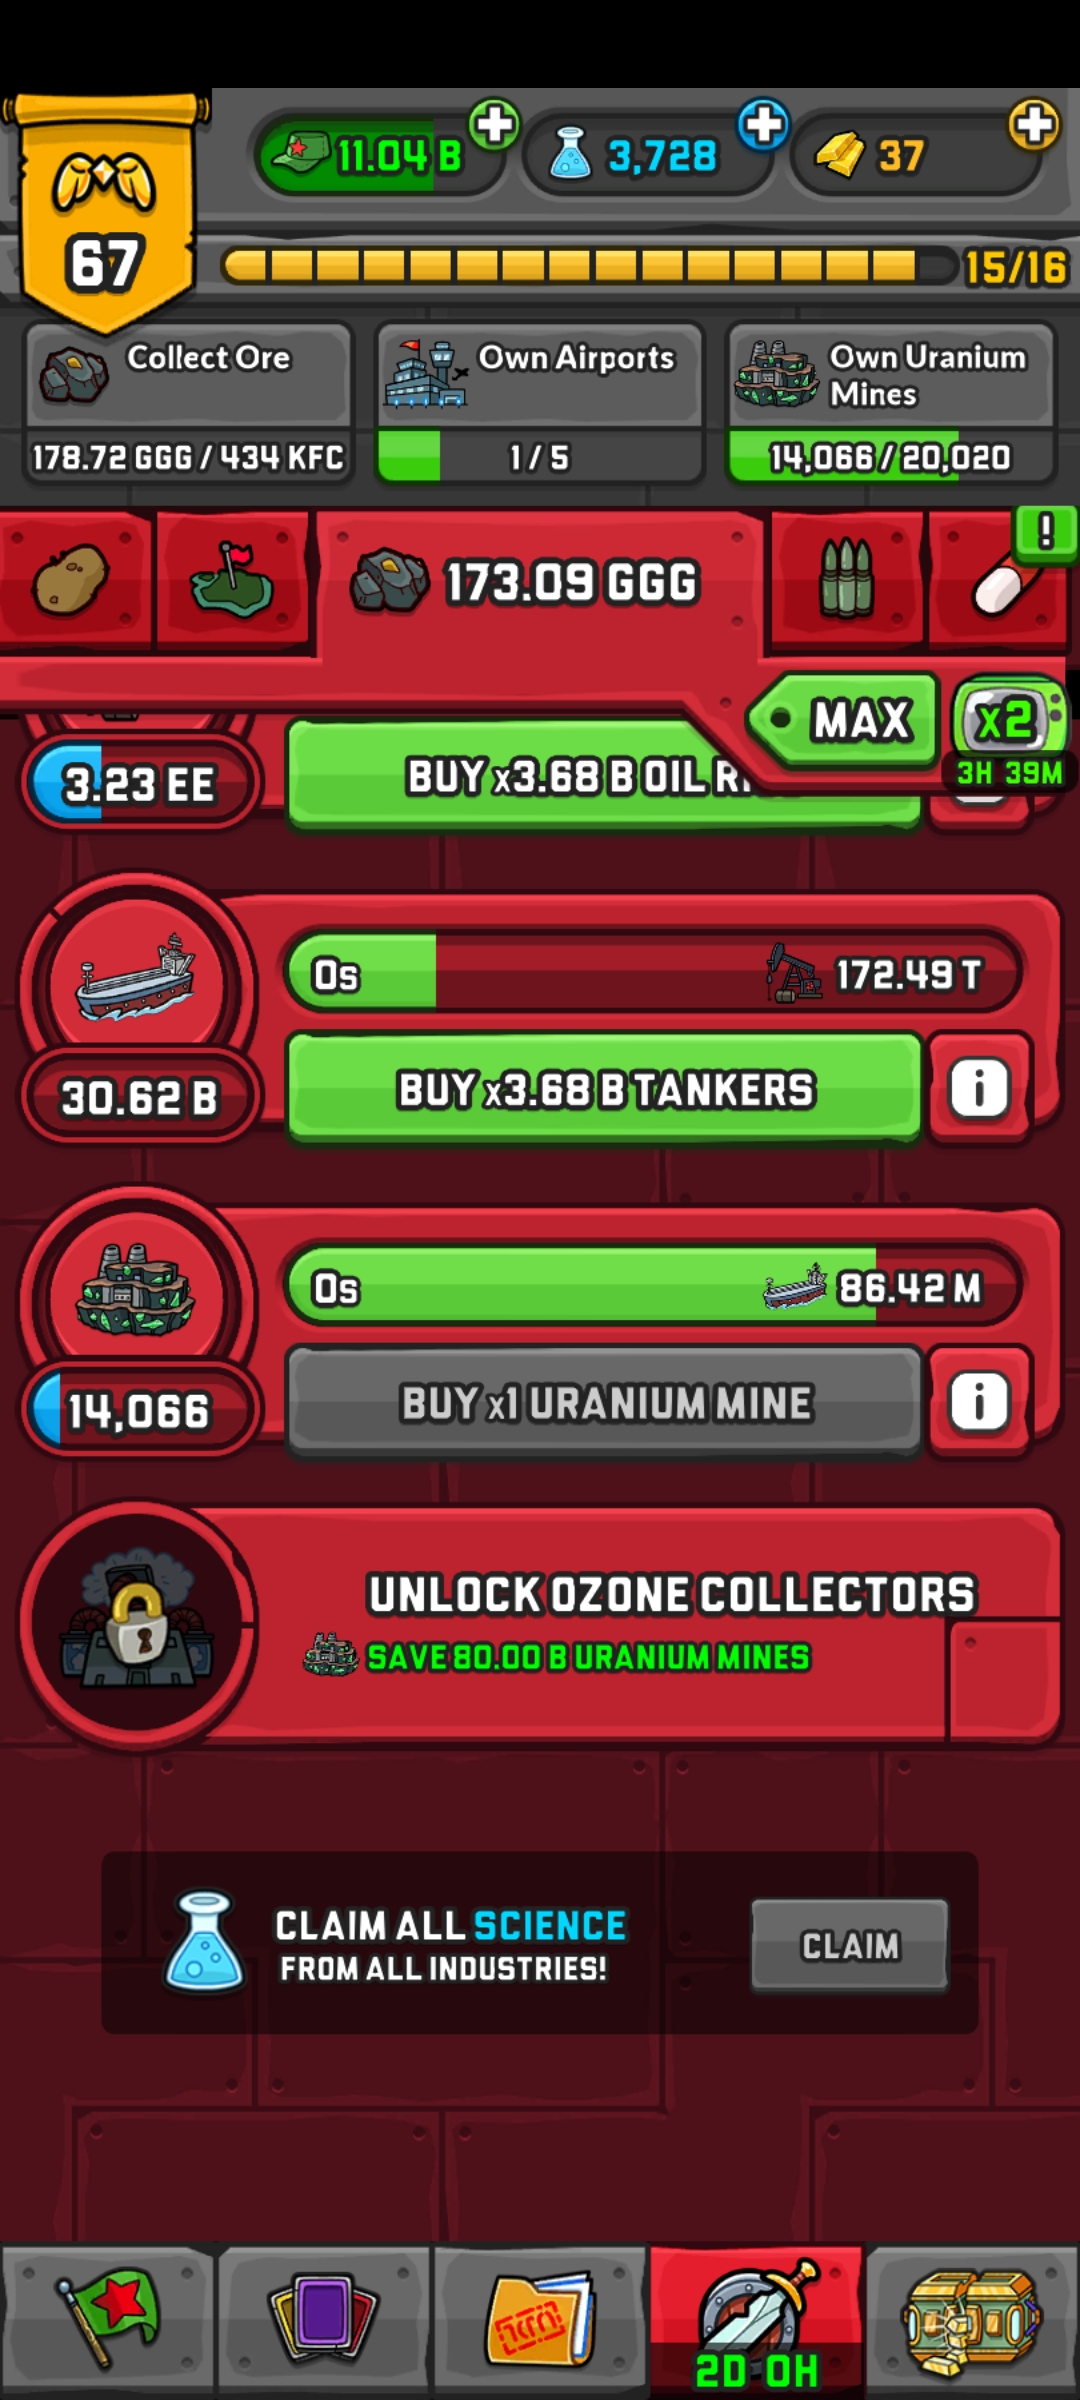 11.04 B
3,728
37
67
15/16
Collect Ore
178.72 GGG / 434 KFC
Own Airports
1 / 5
Own Uranium
Mines
14,066 / 20,020
!
173.09 GGG
MAX
x2
3H 39M
3.23 EE
BUY x3.68 B OIL RI
0s
172.49 T
30.62 B
BUY x3.68 B TANKERS
i
0s
86.42 M
14,066
BUY x1 URANIUM MINE
i
UNLOCK OZONE COLLECTORS
SAVE 80.00 B URANIUM MINES
CLAIM ALL SCIENCE
FROM ALL INDUSTRIES!
CLAIM
2D 0H